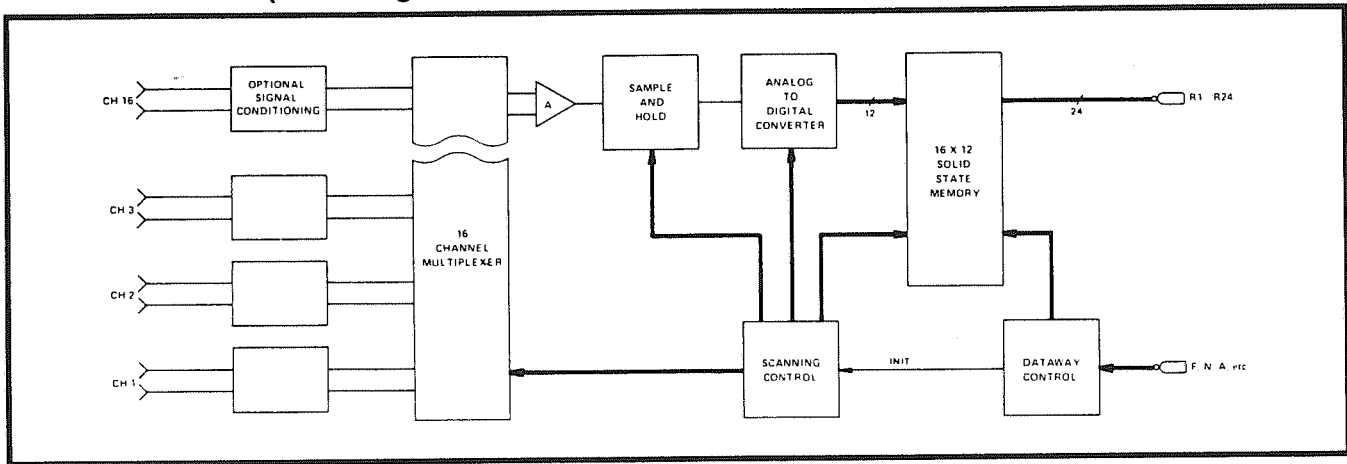 CH 16
OPTIONAL
SIGNAL
CONDITIONING
A
SAMPLE
AND
HOLD
ANALOG
TO
DIGITAL
CONVERTER
12
16 X 12
SOLID
STATE
MEMORY
24
R1 R24
CH 3
16
CHANNEL
MULTIPLEXER
CH 2
CH 1
SCANNING
CONTROL
INIT
DATAWAY
CONTROL
F, N, A, etc